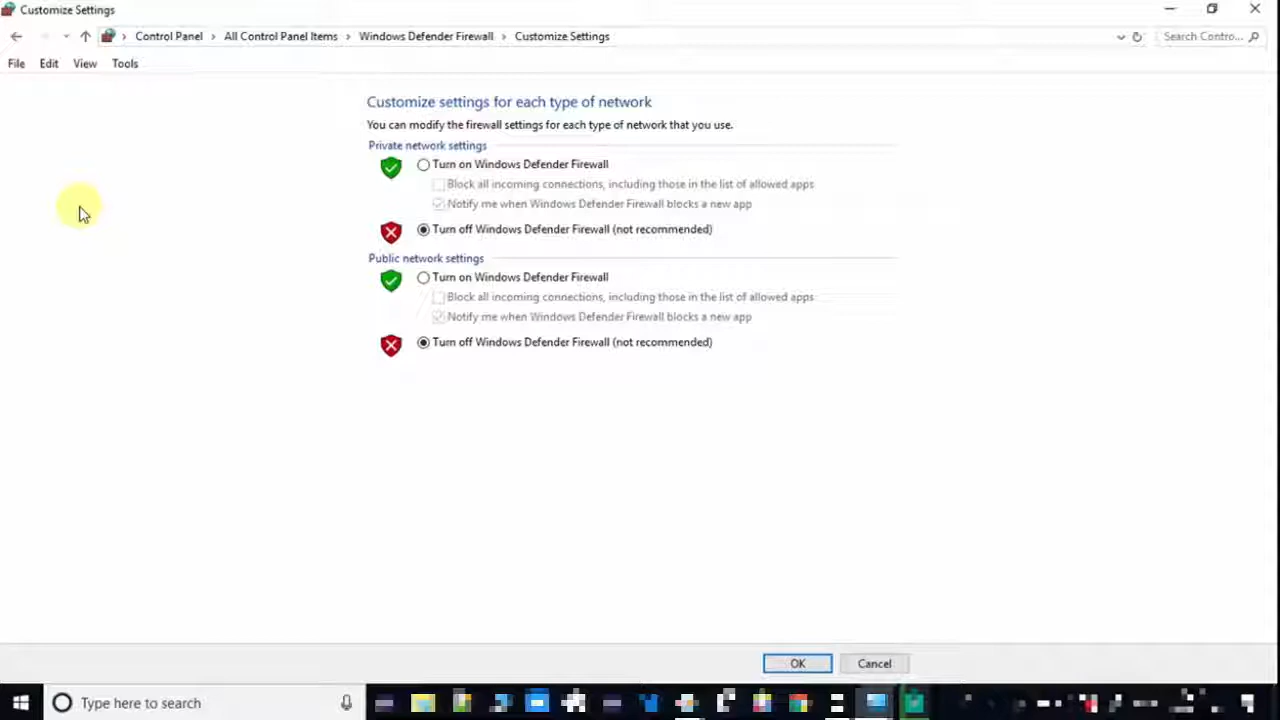 Customize Settings
Control Panel > All Control Panel Items > Windows Defender Firewall > Customize Settings
Search Contro...
File Edit View Tools
Customize settings for each type of network
You can modify the firewall settings for each type of network that you use.
Private network settings
Turn on Windows Defender Firewall
Block all incoming connections, including those in the list of allowed apps
Notify me when Windows Defender Firewall blocks a new app
Turn off Windows Defender Firewall (not recommended)
Public network settings
Turn on Windows Defender Firewall
Block all incoming connections, including those in the list of allowed apps
Notify me when Windows Defender Firewall blocks a new app
Turn off Windows Defender Firewall (not recommended)
OK Cancel
Type here to search